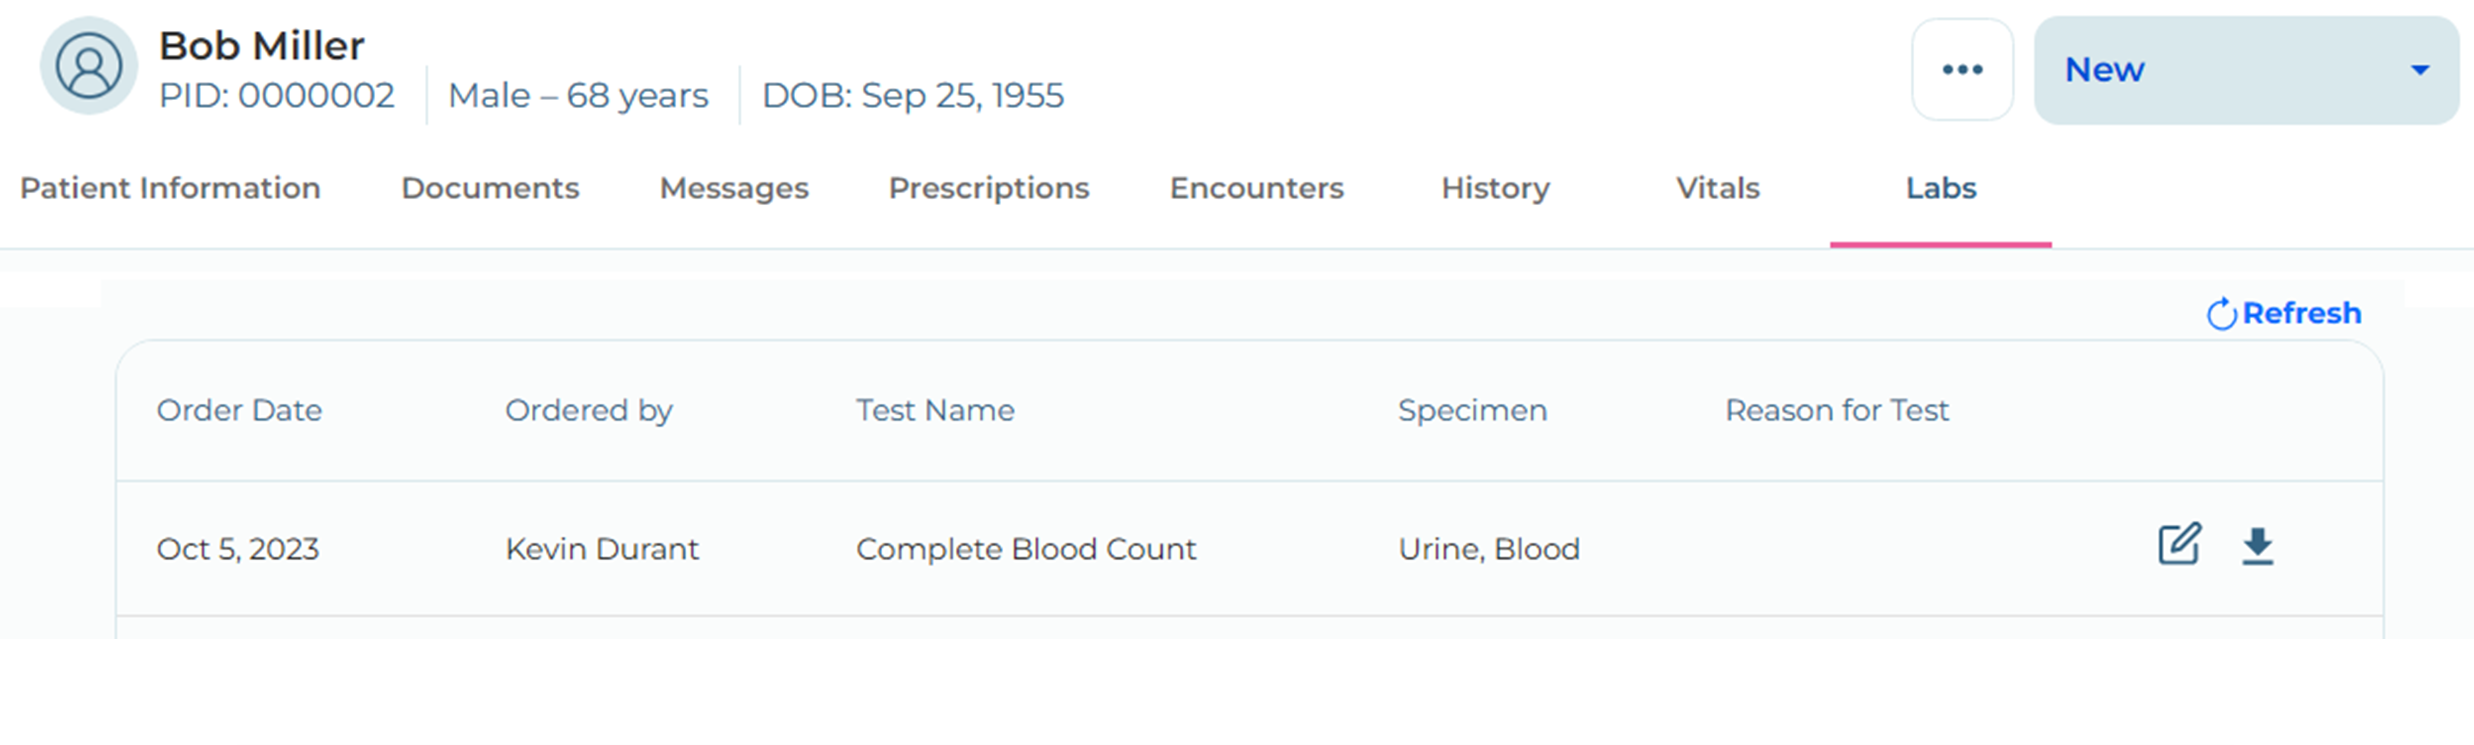 Bob Miller
PID: 0000002 Male – 68 years DOB: Sep 25, 1955
New
Patient Information Documents Messages Prescriptions Encounters History Vitals Labs
Refresh
Order Date Ordered by Test Name Specimen Reason for Test
Oct 5, 2023 Kevin Durant Complete Blood Count Urine, Blood